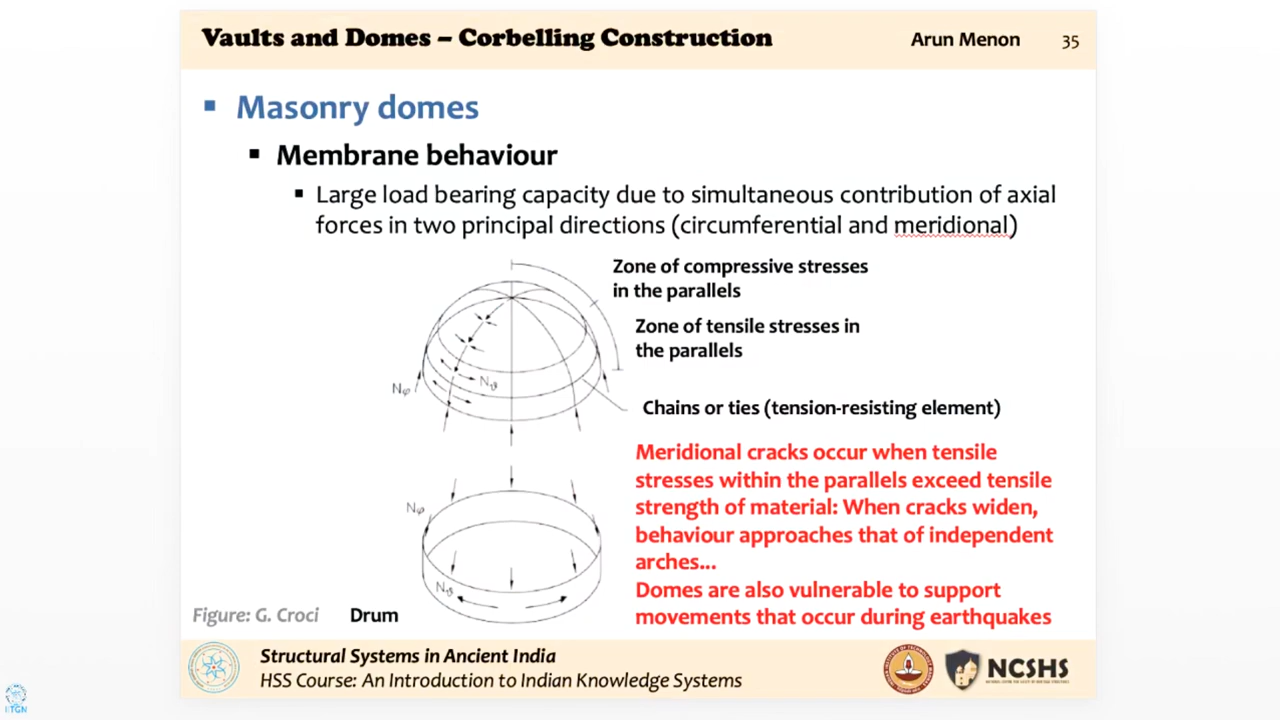 Vaults and Domes – Corbelling Construction
Arun Menon
35
Masonry domes
Membrane behaviour
Large load bearing capacity due to simultaneous contribution of axial
forces in two principal directions (circumferential and meridional)
Zone of compressive stresses
in the parallels
Zone of tensile stresses in
the parallels
Nφ
Nϑ
Chains or ties (tension-resisting element)
Meridional cracks occur when tensile
stresses within the parallels exceed tensile
strength of material: When cracks widen,
behaviour approaches that of independent
arches...
Domes are also vulnerable to support
movements that occur during earthquakes
Nφ
Nϑ
Figure: G. Croci
Drum
Structural Systems in Ancient India
HSS Course: An Introduction to Indian Knowledge Systems
NCSHS
IITGN